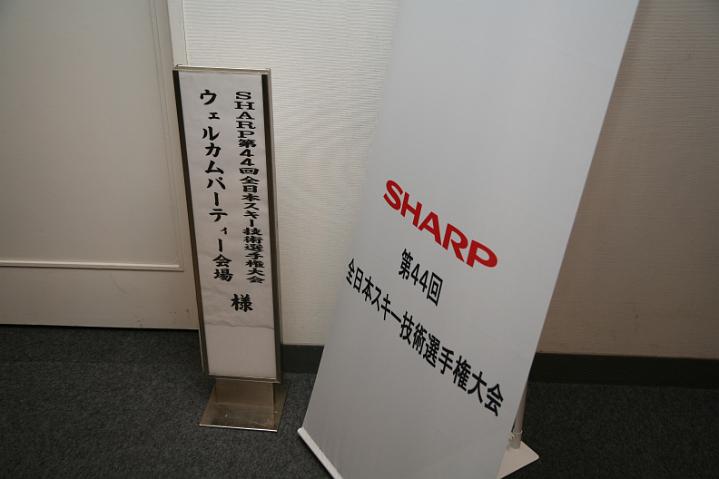 SHARP第44回全日本スキー技術選手権大会
ウェルカムパーティー会場 様
SHARP
第44回
全日本スキー技術選手権大会